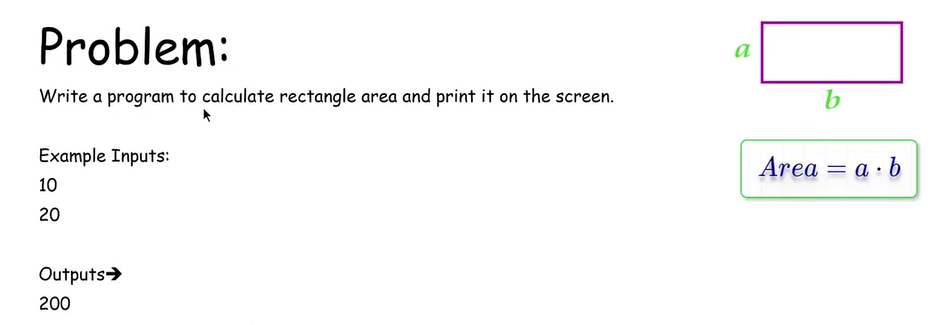 Problem:
Write a program to calculate rectangle area and print it on the screen.
Example Inputs:
10
20
Outputs➔
200
a
b
Area = a · b